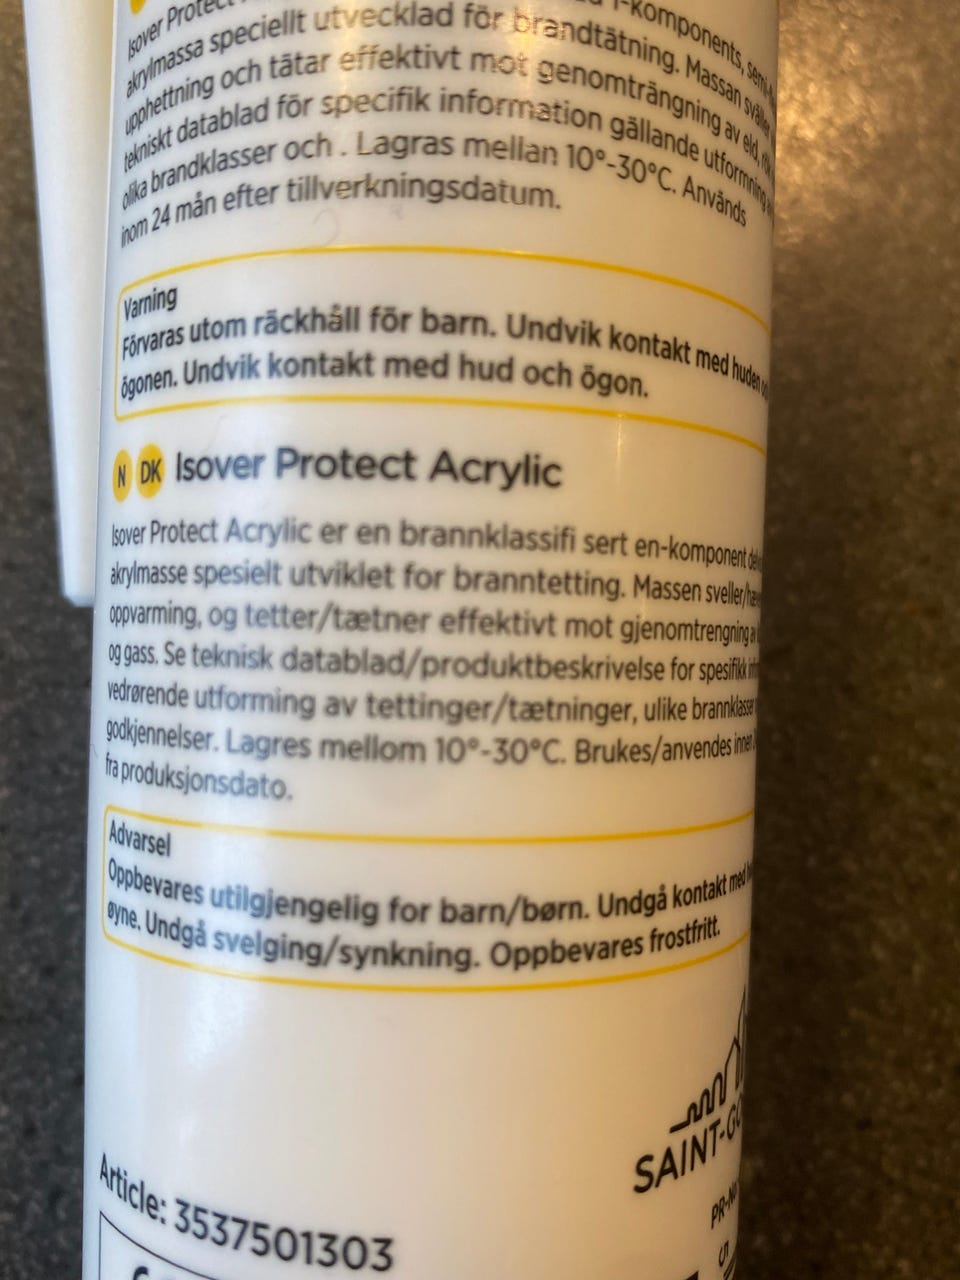 Isover Protect
akrylmassa speciellt utvecklad för brandtätning. Massan sväller
upphettning och tätar effektivt mot genomträngning av eld, rök
tekniskt datablad för specifik information gällande utformning
olika brandklasser och . Lagras mellan 10°-30°C. Används
inom 24 mån efter tillverkningsdatum.
Varning
Förvaras utom räckhåll för barn. Undvik kontakt med huden
ögonen. Undvik kontakt med hud och ögon.
N DK Isover Protect Acrylic
Isover Protect Acrylic er en brannklassifi sert en-komponent
akrylmasse spesielt utviklet for branntetting. Massen sveller/
oppvarming, og tetter/tætner effektivt mot gjenomtrengning av
og gass. Se teknisk datablad/produktbeskrivelse for spesifikk
vedrørende utforming av tettinger/tætninger, ulike brannklasser
godkjennelser. Lagres mellom 10°-30°C. Brukes/anvendes innen
fra produksjonsdato.
Advarsel
Oppbevares utilgjengelig for barn/børn. Undgå kontakt med
øyne. Undgå svelging/synkning. Oppbevares frostfritt.
SAINT-GO
Article: 3537501303